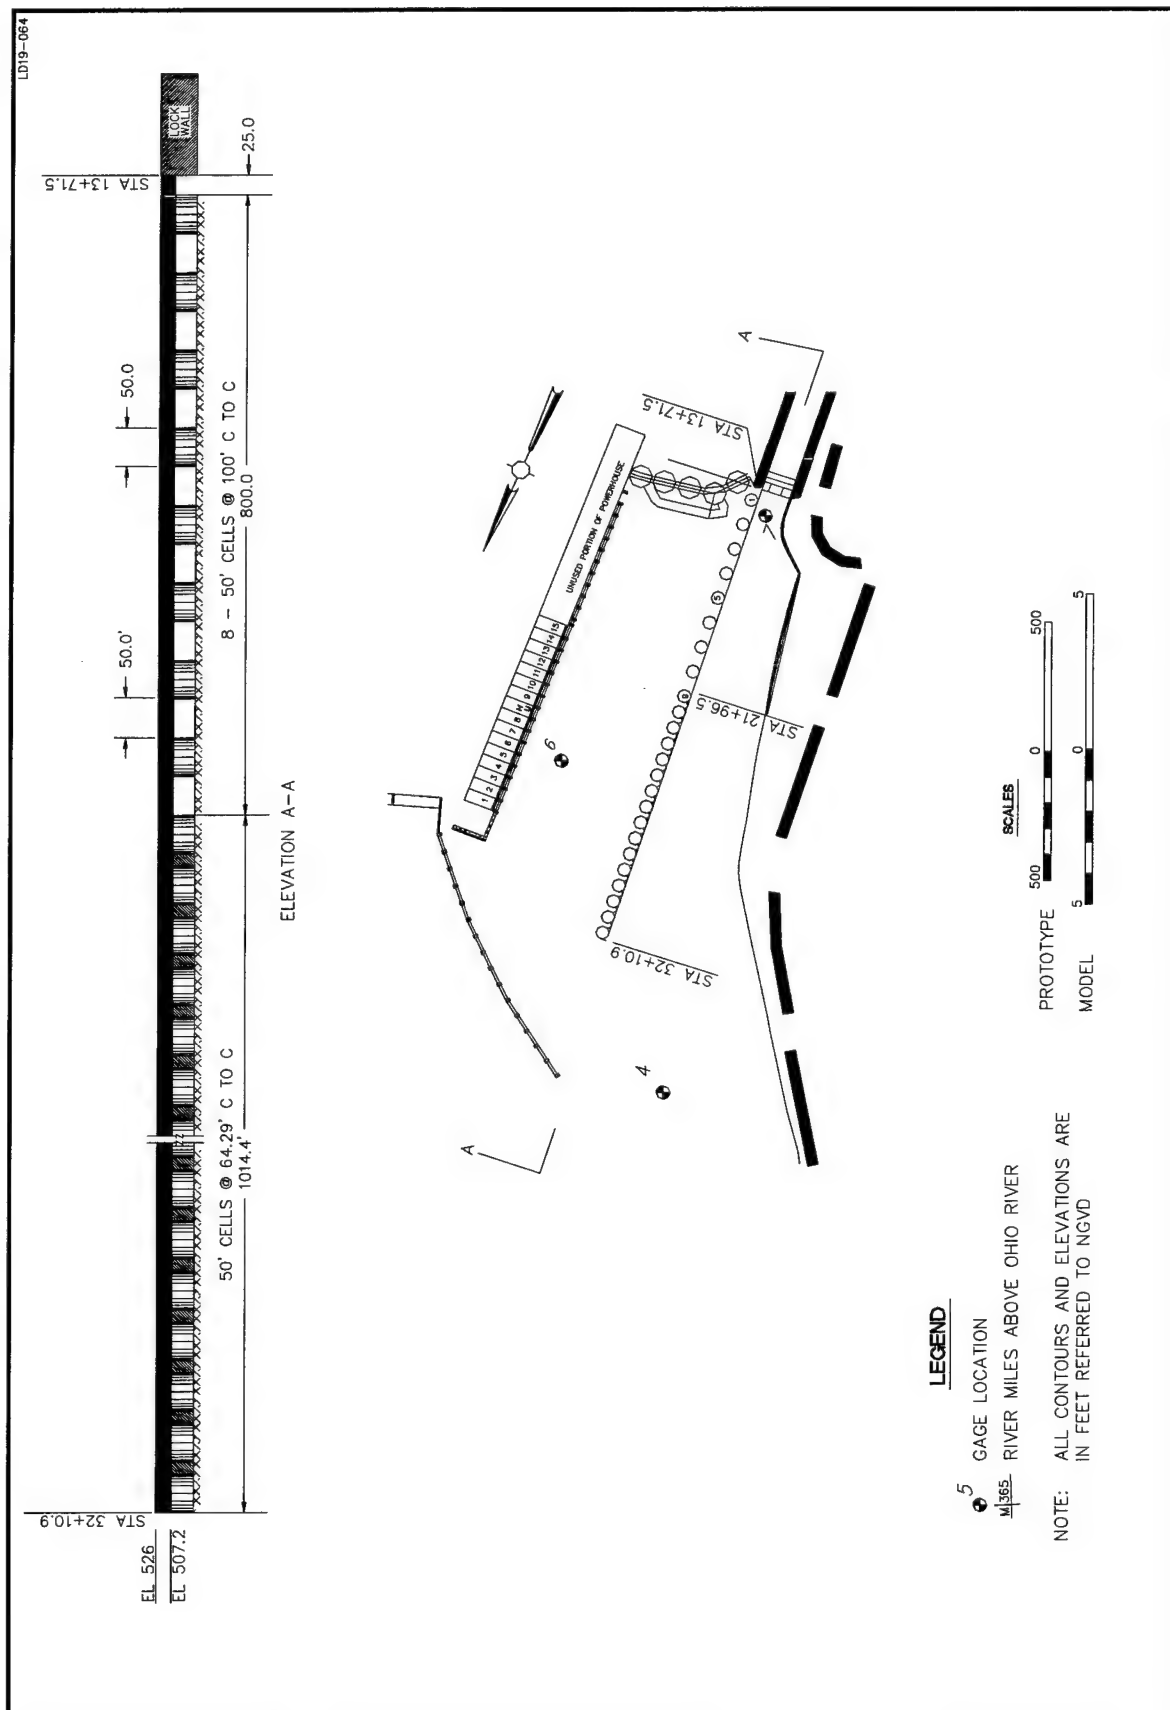 LD19-064
STA 32+10.9
EL 526
EL 507.2
50' CELLS @ 64.29' C TO C
1014.4'
50.0'
50.0
8 - 50' CELLS @ 100' C TO C
800.0
STA 13+71.5
25.0
LOCK
WALL
ELEVATION A-A
A
A
STA 13+71.5
UNUSED PORTION OF POWERHOUSE
1 2 3 4 5 6 7 8 9 10 11 12 13 14 15
6
4
7
1
5
9
STA 21+96.5
STA 32+10.9
LEGEND
5 GAGE LOCATION
M|365 RIVER MILES ABOVE OHIO RIVER
NOTE: ALL CONTOURS AND ELEVATIONS ARE
IN FEET REFERRED TO NGVD
SCALES
PROTOTYPE 500 0 500
MODEL 5 0 5